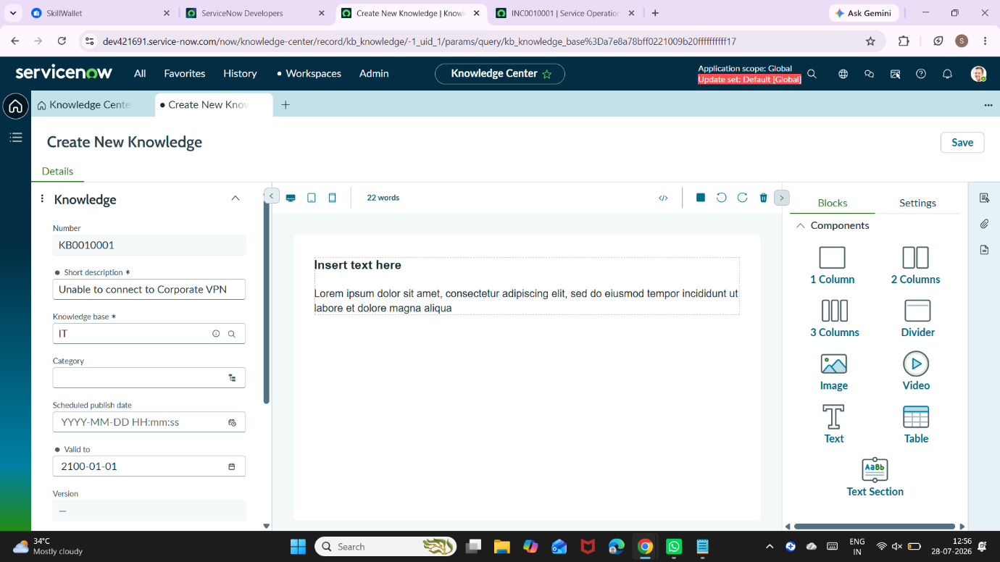 SkillWallet
ServiceNow Developers
Create New Knowledge | Knowl
INC0010001 | Service Operation
Ask Gemini
dev421691.service-now.com/now/knowledge-center/record/kb_knowledge/-1_uid_1/params/query/kb_knowledge_base%3Da7e8a78bff0221009b20ffffffffff17
S
servicenow
All
Favorites
History
Workspaces
Admin
Knowledge Center
Application scope: Global
Update set: Default [Global]
Knowledge Cente
Create New Know
Create New Knowledge
Save
Details
Knowledge
22 words
Blocks
Settings
Components
Number
KB0010001
Short description *
Unable to connect to Corporate VPN
Knowledge base *
IT
Category
Scheduled publish date
YYYY-MM-DD HH:mm:ss
Valid to
2100-01-01
Version
—
Insert text here
Lorem ipsum dolor sit amet, consectetur adipiscing elit, sed do eiusmod tempor incididunt ut
labore et dolore magna aliqua
1 Column
2 Columns
3 Columns
Divider
Image
Video
Text
Table
AaBb
Text Section
34°C
Mostly cloudy
Search
ENG
IN
12:56
28-07-2026